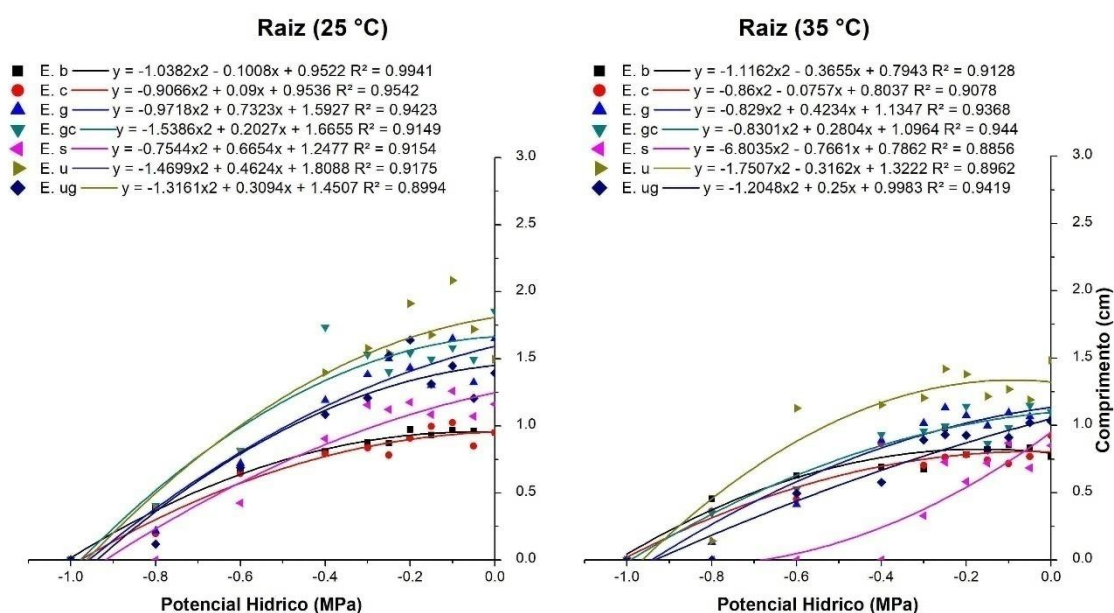 Raiz (25 °C)
E. b y = -1.0382x2 - 0.1008x + 0.9522 R² = 0.9941
E. c y = -0.9066x2 + 0.09x + 0.9536 R² = 0.9542
E. g y = -0.9718x2 + 0.7323x + 1.5927 R² = 0.9423
E. gc y = -1.5386x2 + 0.2027x + 1.6655 R² = 0.9149
E. s y = -0.7544x2 + 0.6654x + 1.2477 R² = 0.9154
E. u y = -1.4699x2 + 0.4624x + 1.8088 R² = 0.9175
E. ug y = -1.3161x2 + 0.3094x + 1.4507 R² = 0.8994
3.0
2.5
2.0
1.5
1.0
0.5
0.0
-1.0 -0.8 -0.6 -0.4 -0.2 0.0
Potencial Hidrico (MPa)
Raiz (35 °C)
E. b y = -1.1162x2 - 0.3655x + 0.7943 R² = 0.9128
E. c y = -0.86x2 - 0.0757x + 0.8037 R² = 0.9078
E. g y = -0.829x2 + 0.4234x + 1.1347 R² = 0.9368
E. gc y = -0.8301x2 + 0.2804x + 1.0964 R² = 0.944
E. s y = -6.8035x2 - 0.7661x + 0.7862 R² = 0.8856
E. u y = -1.7507x2 - 0.3162x + 1.3222 R² = 0.8962
E. ug y = -1.2048x2 + 0.25x + 0.9983 R² = 0.9419
3.0
2.5
2.0
1.5
1.0
0.5
0.0
Comprimento (cm)
-1.0 -0.8 -0.6 -0.4 -0.2 0.0
Potencial Hidrico (MPa)